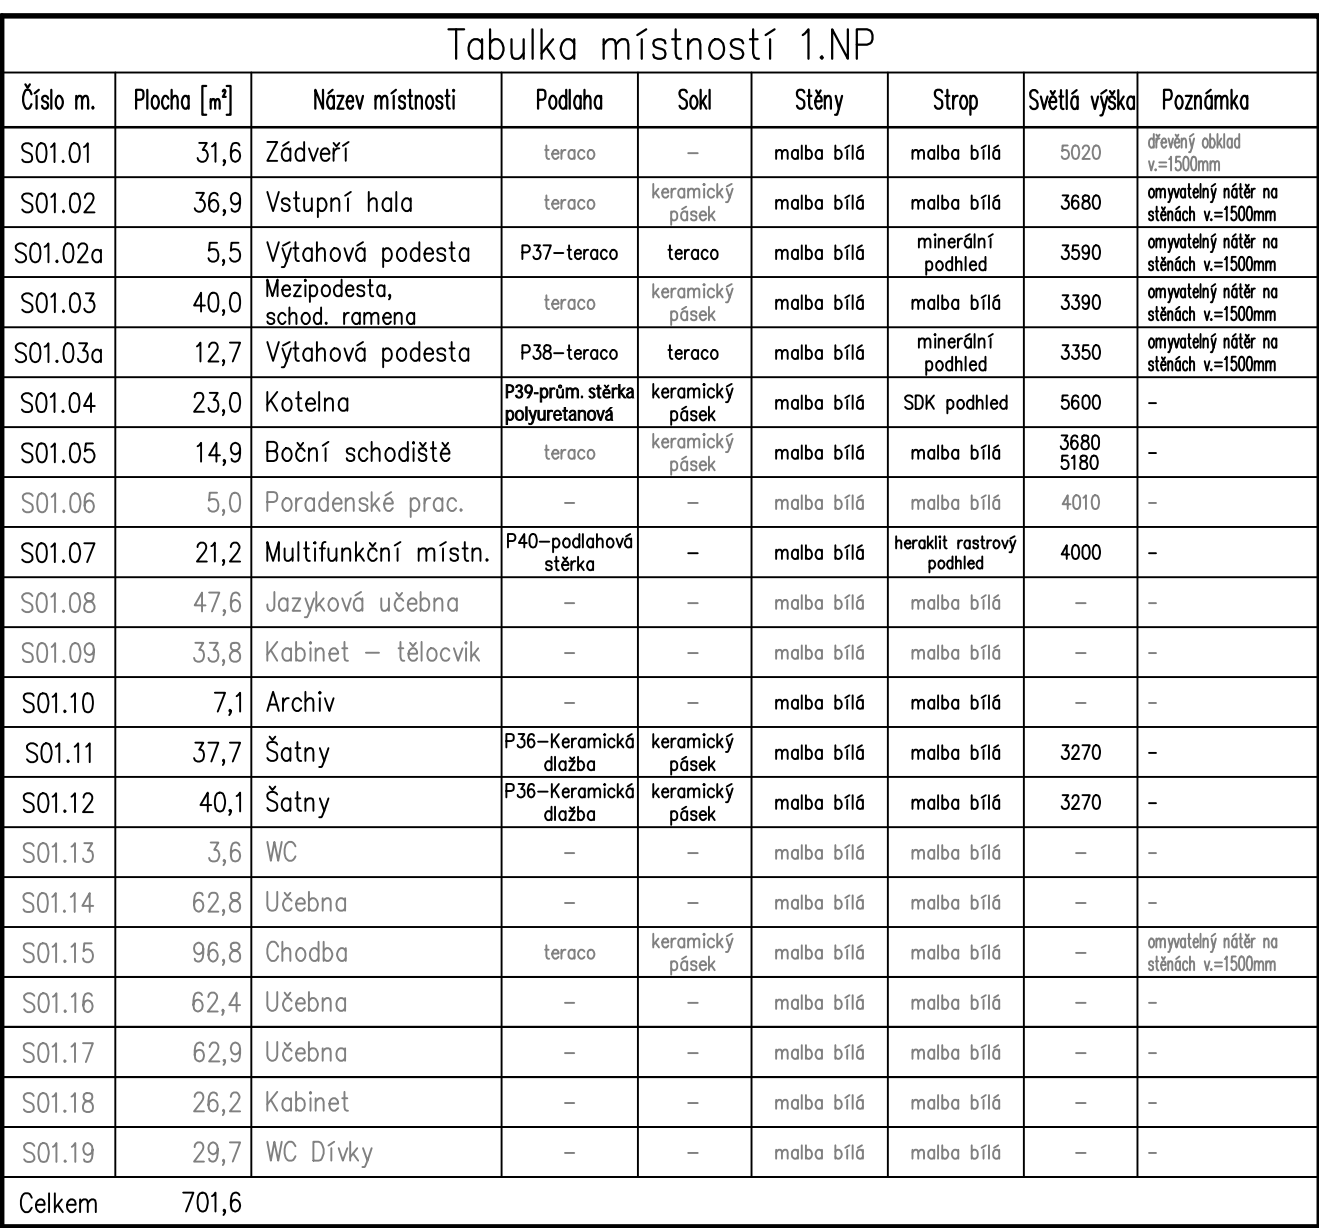 Tabulka místností 1.NP
Číslo m. Plocha [m²] Název místnosti Podlaha Sokl Stěny Strop Světlá výška Poznámka
S01.01 31,6 Zádveří teraco – malba bílá malba bílá 5020 dřevěný obklad
v.=1500mm
S01.02 36,9 Vstupní hala teraco keramický malba bílá malba bílá 3680 omyvatelný nátěr na
pásek stěnách v.=1500mm
S01.02a 5,5 Výtahová podesta P37–teraco teraco malba bílá minerální 3590 omyvatelný nátěr na
podhled stěnách v.=1500mm
S01.03 40,0 Mezipodesta, teraco keramický malba bílá malba bílá 3390 omyvatelný nátěr na
schod. ramena pásek stěnách v.=1500mm
S01.03a 12,7 Výtahová podesta P38–teraco teraco malba bílá minerální 3350 omyvatelný nátěr na
podhled stěnách v.=1500mm
S01.04 23,0 Kotelna P39-prům. stěrka keramický malba bílá SDK podhled 5600 –
polyuretanová pásek
S01.05 14,9 Boční schodiště teraco keramický malba bílá malba bílá 3680 –
pásek 5180
S01.06 5,0 Poradenské prac. – – malba bílá malba bílá 4010 –
S01.07 21,2 Multifunkční místn. P40–podlahová – malba bílá heraklit rastrový 4000 –
stěrka podhled
S01.08 47,6 Jazyková učebna – – malba bílá malba bílá – –
S01.09 33,8 Kabinet – tělocvik – – malba bílá malba bílá – –
S01.10 7,1 Archiv – – malba bílá malba bílá – –
S01.11 37,7 Šatny P36–Keramická keramický malba bílá malba bílá 3270 –
dlažba pásek
S01.12 40,1 Šatny P36–Keramická keramický malba bílá malba bílá 3270 –
dlažba pásek
S01.13 3,6 WC – – malba bílá malba bílá – –
S01.14 62,8 Učebna – – malba bílá malba bílá – –
S01.15 96,8 Chodba teraco keramický malba bílá malba bílá – omyvatelný nátěr na
pásek stěnách v.=1500mm
S01.16 62,4 Učebna – – malba bílá malba bílá – –
S01.17 62,9 Učebna – – malba bílá malba bílá – –
S01.18 26,2 Kabinet – – malba bílá malba bílá – –
S01.19 29,7 WC Dívky – – malba bílá malba bílá – –
Celkem 701,6